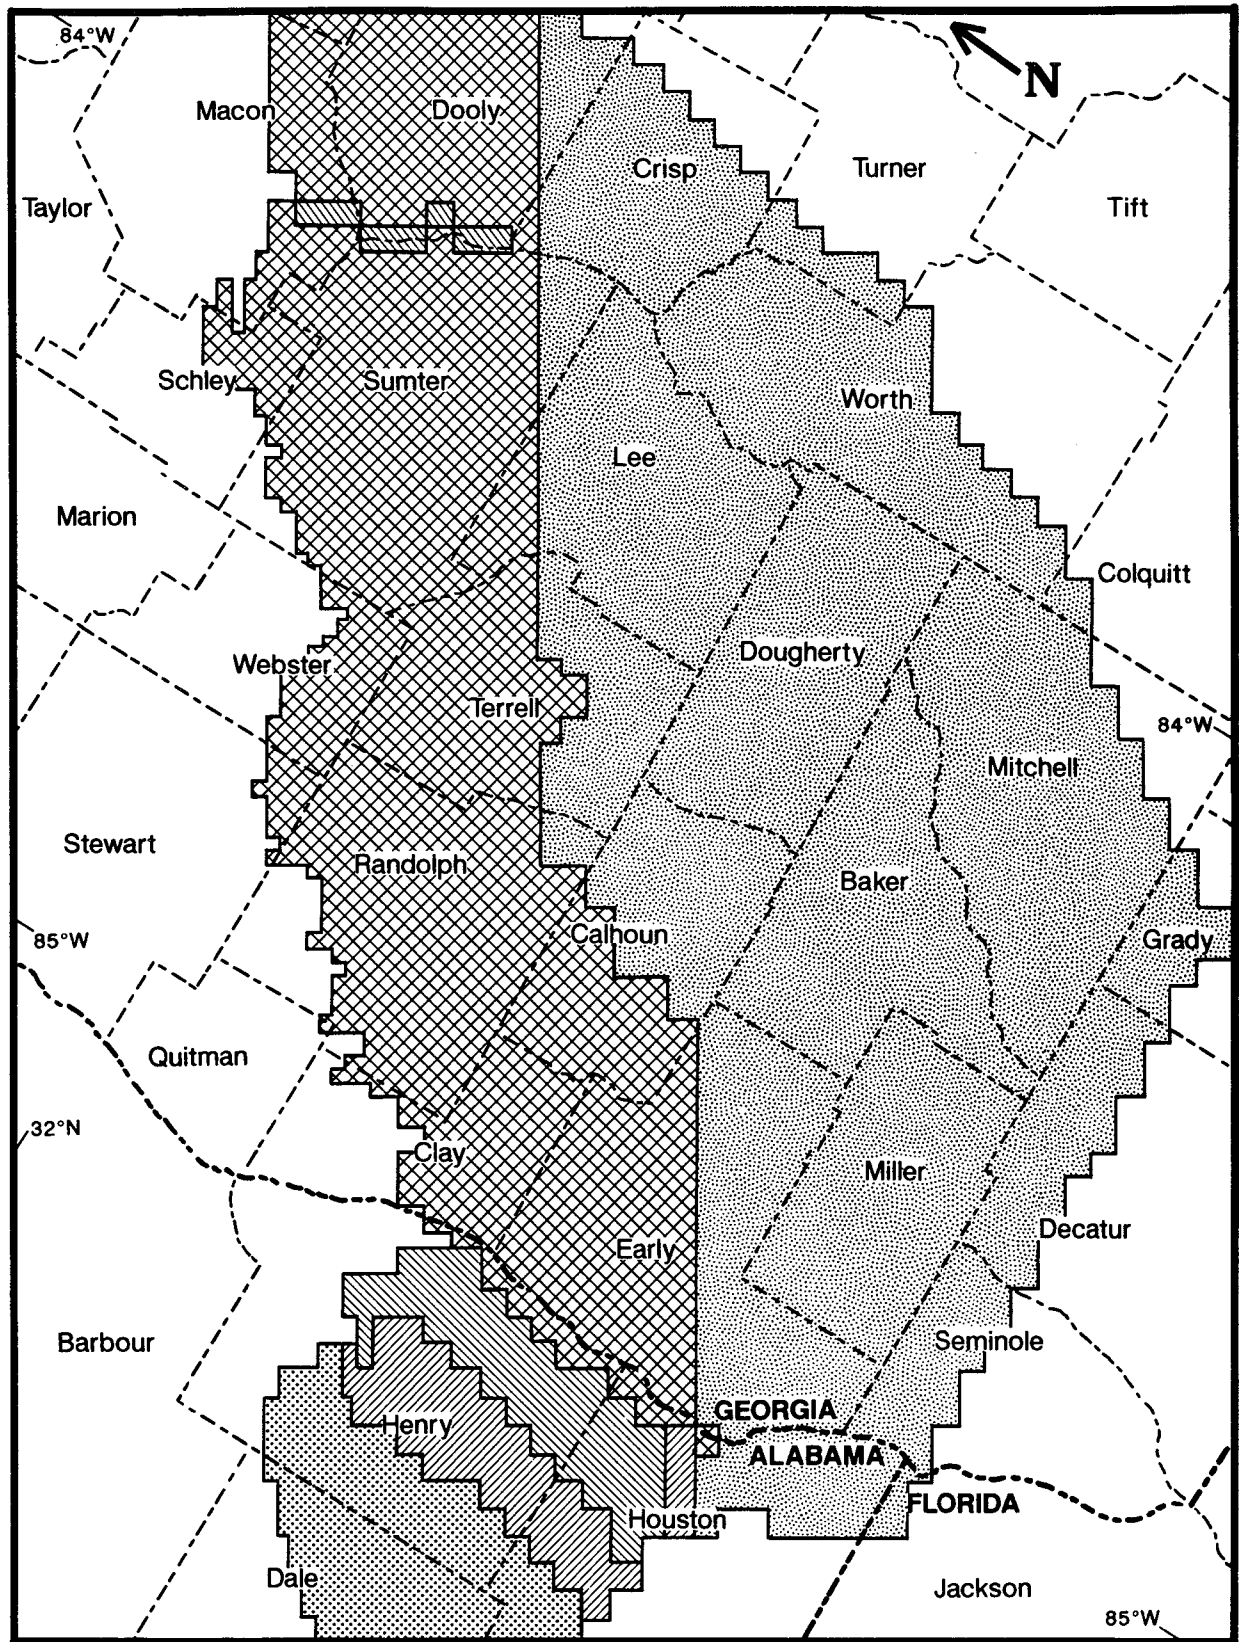 84°W
N
Macon
Dooly
Crisp
Turner
Taylor
Tift
Schley
Sumter
Worth
Lee
Marion
Colquitt
Dougherty
Webster
Terrell
84°W
Mitchell
Stewart
Randolph
Baker
Calhoun
85°W
Grady
Quitman
32°N
Clay
Miller
Decatur
Early
Barbour
Seminole
GEORGIA
Henry
ALABAMA
FLORIDA
Houston
Dale
Jackson
85°W